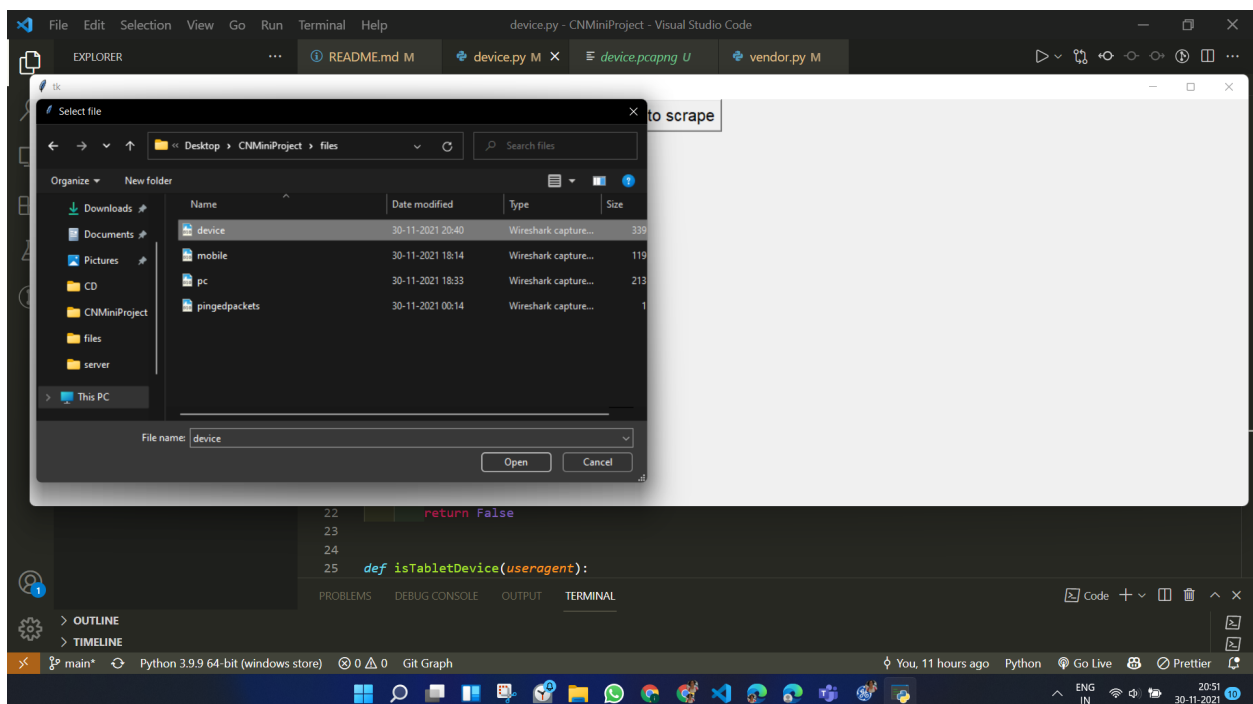 File Edit Selection View Go Run Terminal Help device.py - CNMiniProject - Visual Studio Code
EXPLORER ... README.md M device.py M device.pcapng U vendor.py M
tk
Select file
to scrape
« Desktop › CNMiniProject › files Search files
Organize New folder
Name Date modified Type Size
Downloads
Documents
Pictures
CD
CNMiniProject
files
server
This PC
device 30-11-2021 20:40 Wireshark capture... 339
mobile 30-11-2021 18:14 Wireshark capture... 119
pc 30-11-2021 18:33 Wireshark capture... 213
pingedpackets 30-11-2021 00:14 Wireshark capture... 1
File name: device
Open Cancel
22 return False
23
24
25 def isTabletDevice(useragent):
PROBLEMS DEBUG CONSOLE OUTPUT TERMINAL Code
1
> OUTLINE
> TIMELINE
main* Python 3.9.9 64-bit (windows store) 0 0 Git Graph You, 11 hours ago Python Go Live Prettier
ENG
IN
20:51
30-11-2021
10